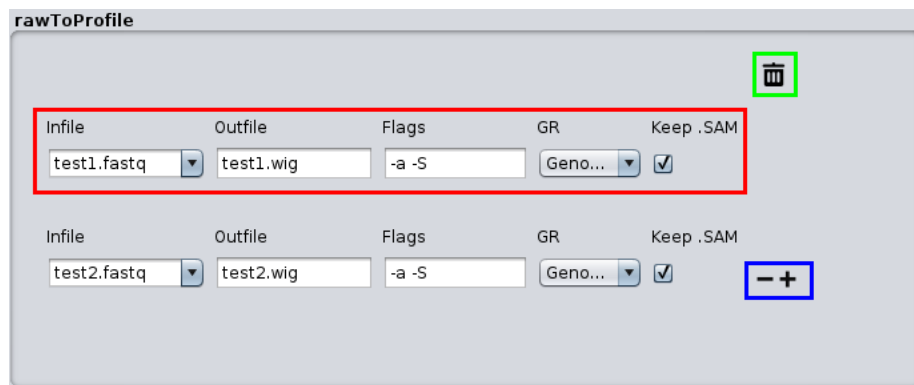 rawToProfile
Infile Outfile Flags GR Keep .SAM
test1.fastq test1.wig -a -S Geno...
Infile Outfile Flags GR Keep .SAM
test2.fastq test2.wig -a -S Geno...